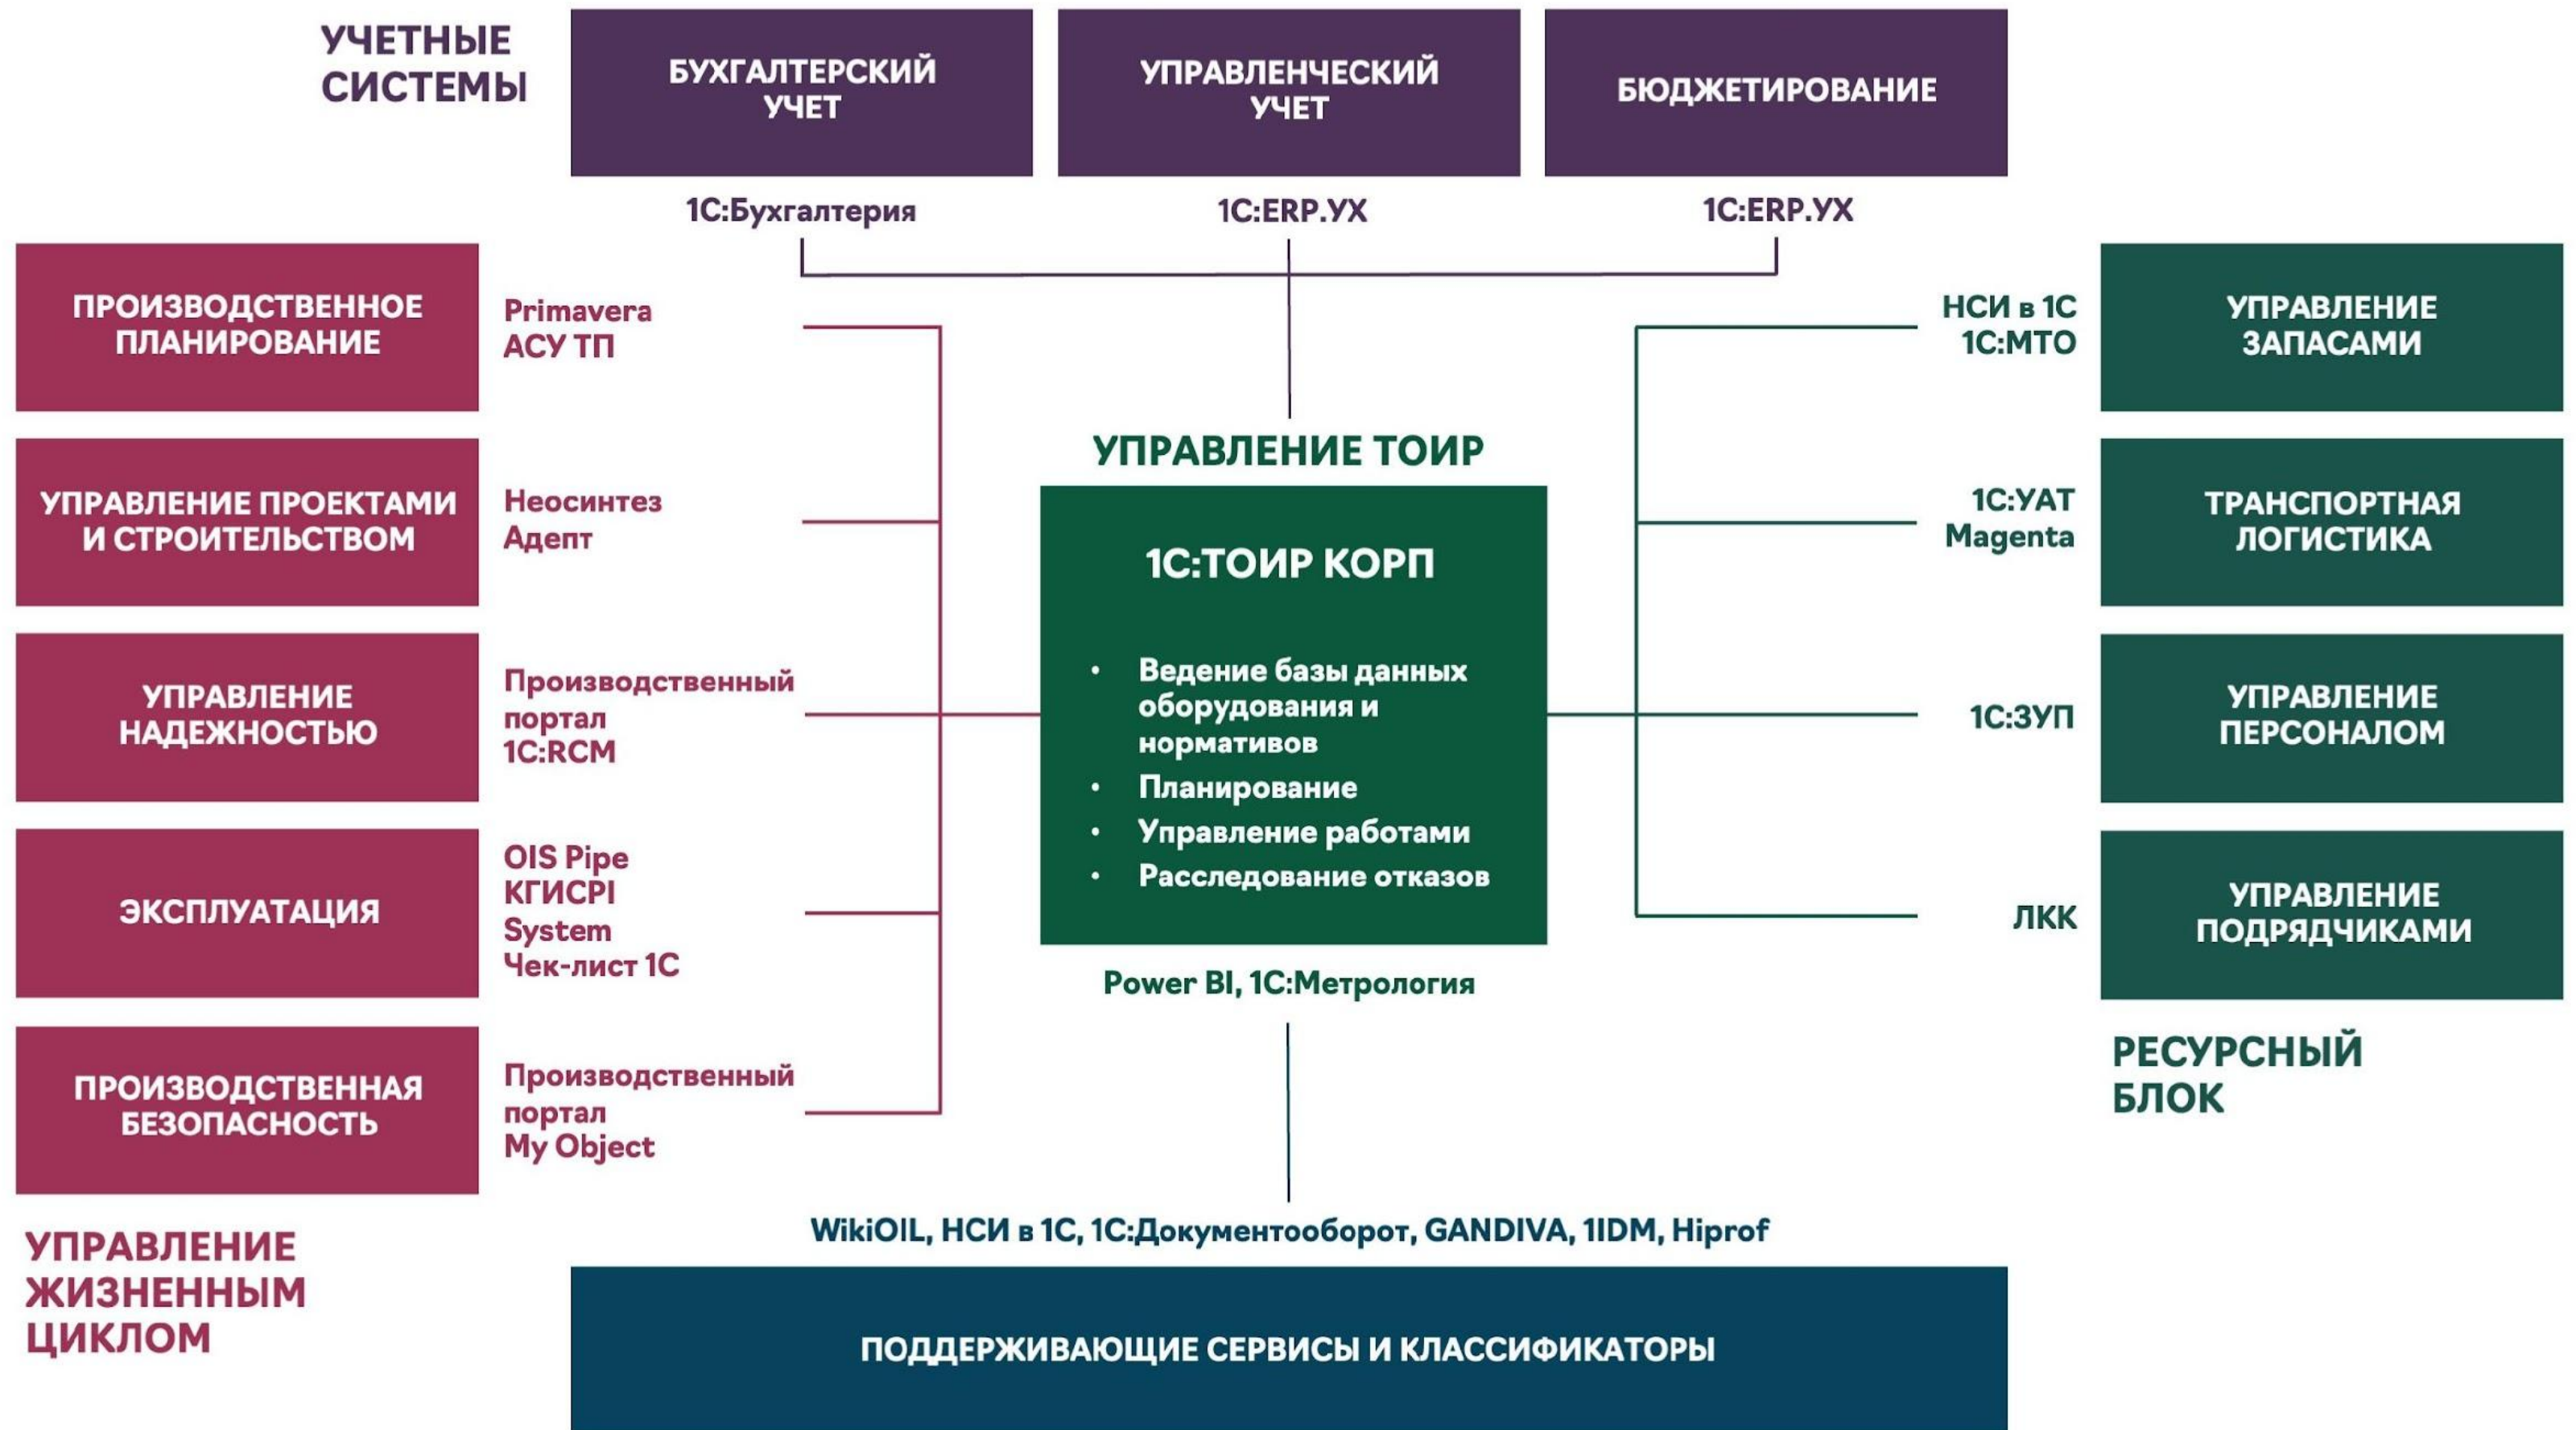 УЧЕТНЫЕ
СИСТЕМЫ
БУХГАЛТЕРСКИЙ
УЧЕТ
УПРАВЛЕНЧЕСКИЙ
УЧЕТ
БЮДЖЕТИРОВАНИЕ
1С:Бухгалтерия
1С:ERP.УХ
1С:ERP.УХ
ПРОИЗВОДСТВЕННОЕ
ПЛАНИРОВАНИЕ
Primavera
АСУ ТП
УПРАВЛЕНИЕ ПРОЕКТАМИ
И СТРОИТЕЛЬСТВОМ
Неосинтез
Адепт
УПРАВЛЕНИЕ
НАДЕЖНОСТЬЮ
Производственный
портал
1С:RCM
ЭКСПЛУАТАЦИЯ
OIS Pipe
КГИСPI
System
Чек-лист 1С
ПРОИЗВОДСТВЕННАЯ
БЕЗОПАСНОСТЬ
Производственный
портал
My Object
УПРАВЛЕНИЕ
ЖИЗНЕННЫМ
ЦИКЛОМ
УПРАВЛЕНИЕ ТОИР
1С:ТОИР КОРП
• Ведение базы данных
оборудования и
нормативов
• Планирование
• Управление работами
• Расследование отказов
Power BI, 1С:Метрология
НСИ в 1С
1С:МТО
УПРАВЛЕНИЕ
ЗАПАСАМИ
1С:УАТ
Magenta
ТРАНСПОРТНАЯ
ЛОГИСТИКА
1С:ЗУП
УПРАВЛЕНИЕ
ПЕРСОНАЛОМ
ЛКК
УПРАВЛЕНИЕ
ПОДРЯДЧИКАМИ
РЕСУРСНЫЙ
БЛОК
WikiOIL, НСИ в 1С, 1С:Документооборот, GANDIVA, 1IDM, Hiprof
ПОДДЕРЖИВАЮЩИЕ СЕРВИСЫ И КЛАССИФИКАТОРЫ